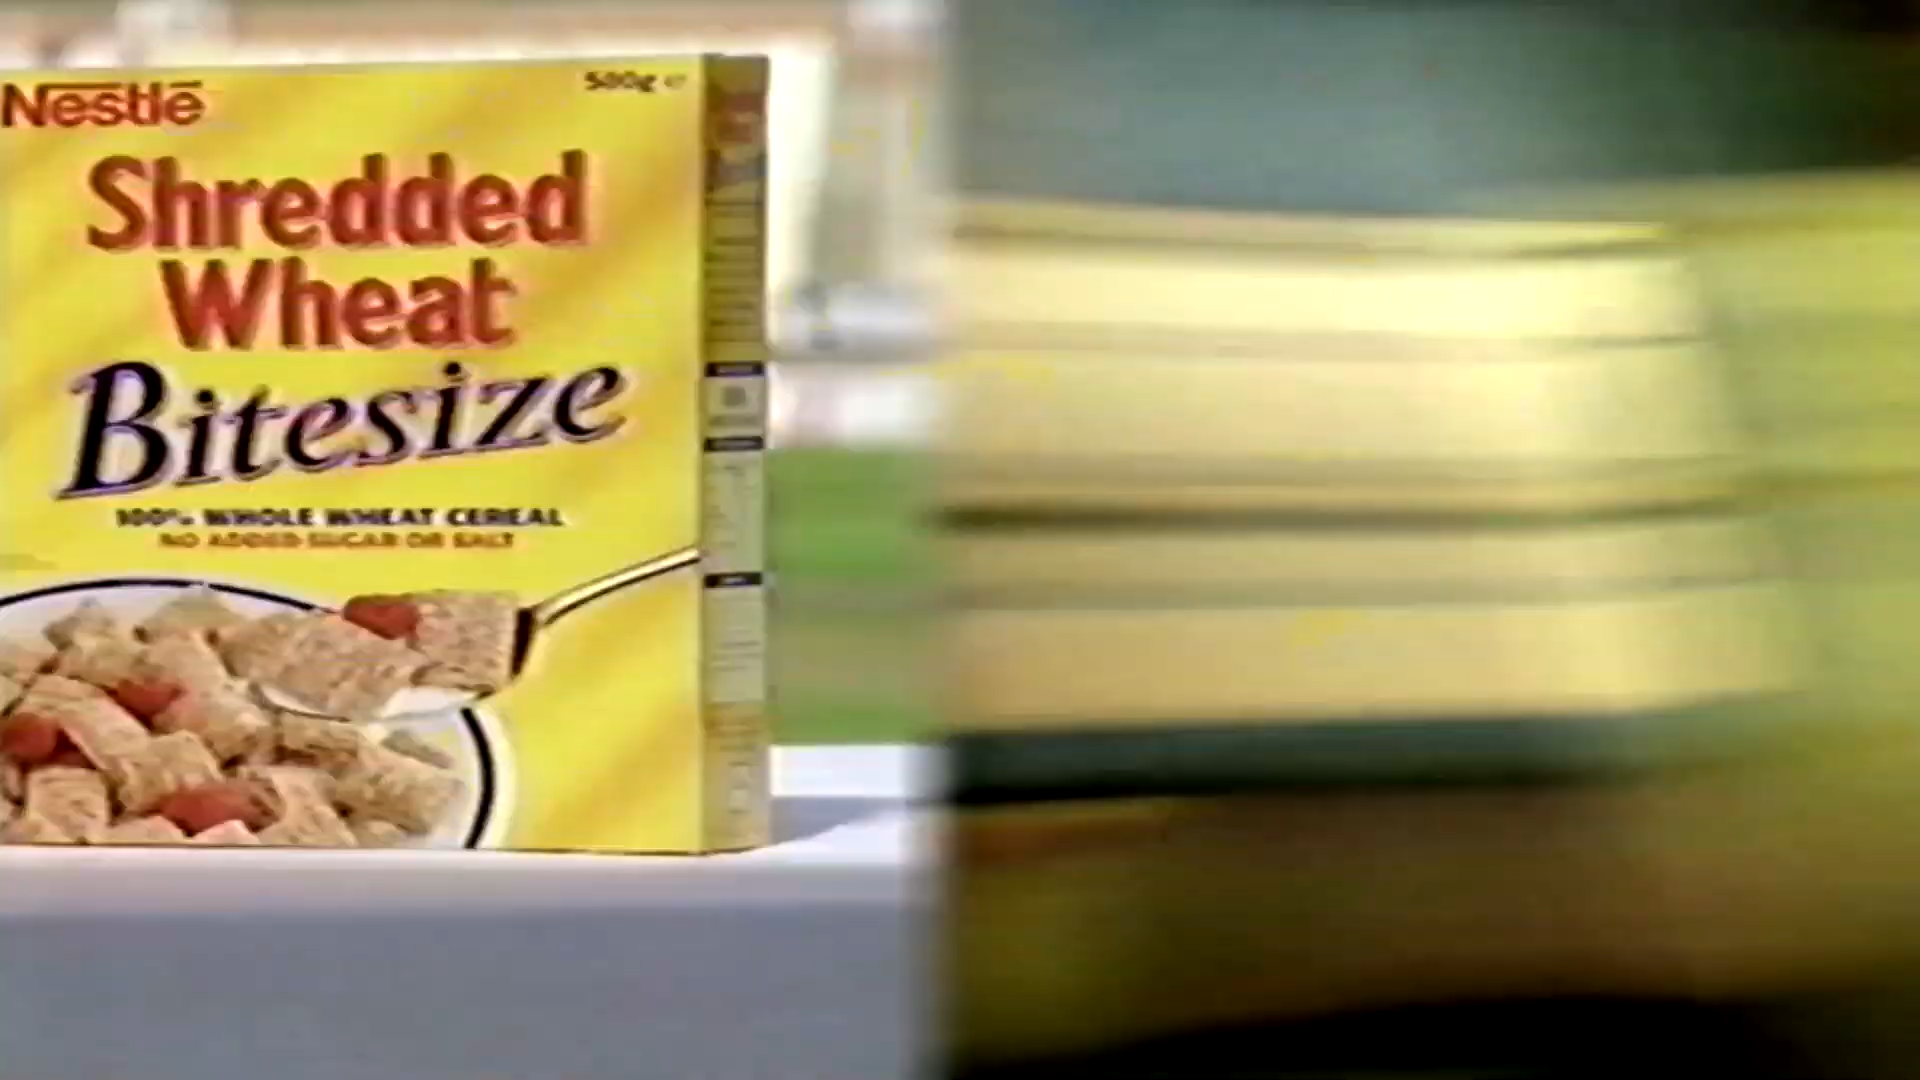 Nestlé
500g e
Shredded
Wheat
Bitesize
100% WHOLE WHEAT CEREAL
NO ADDED SUGAR OR SALT